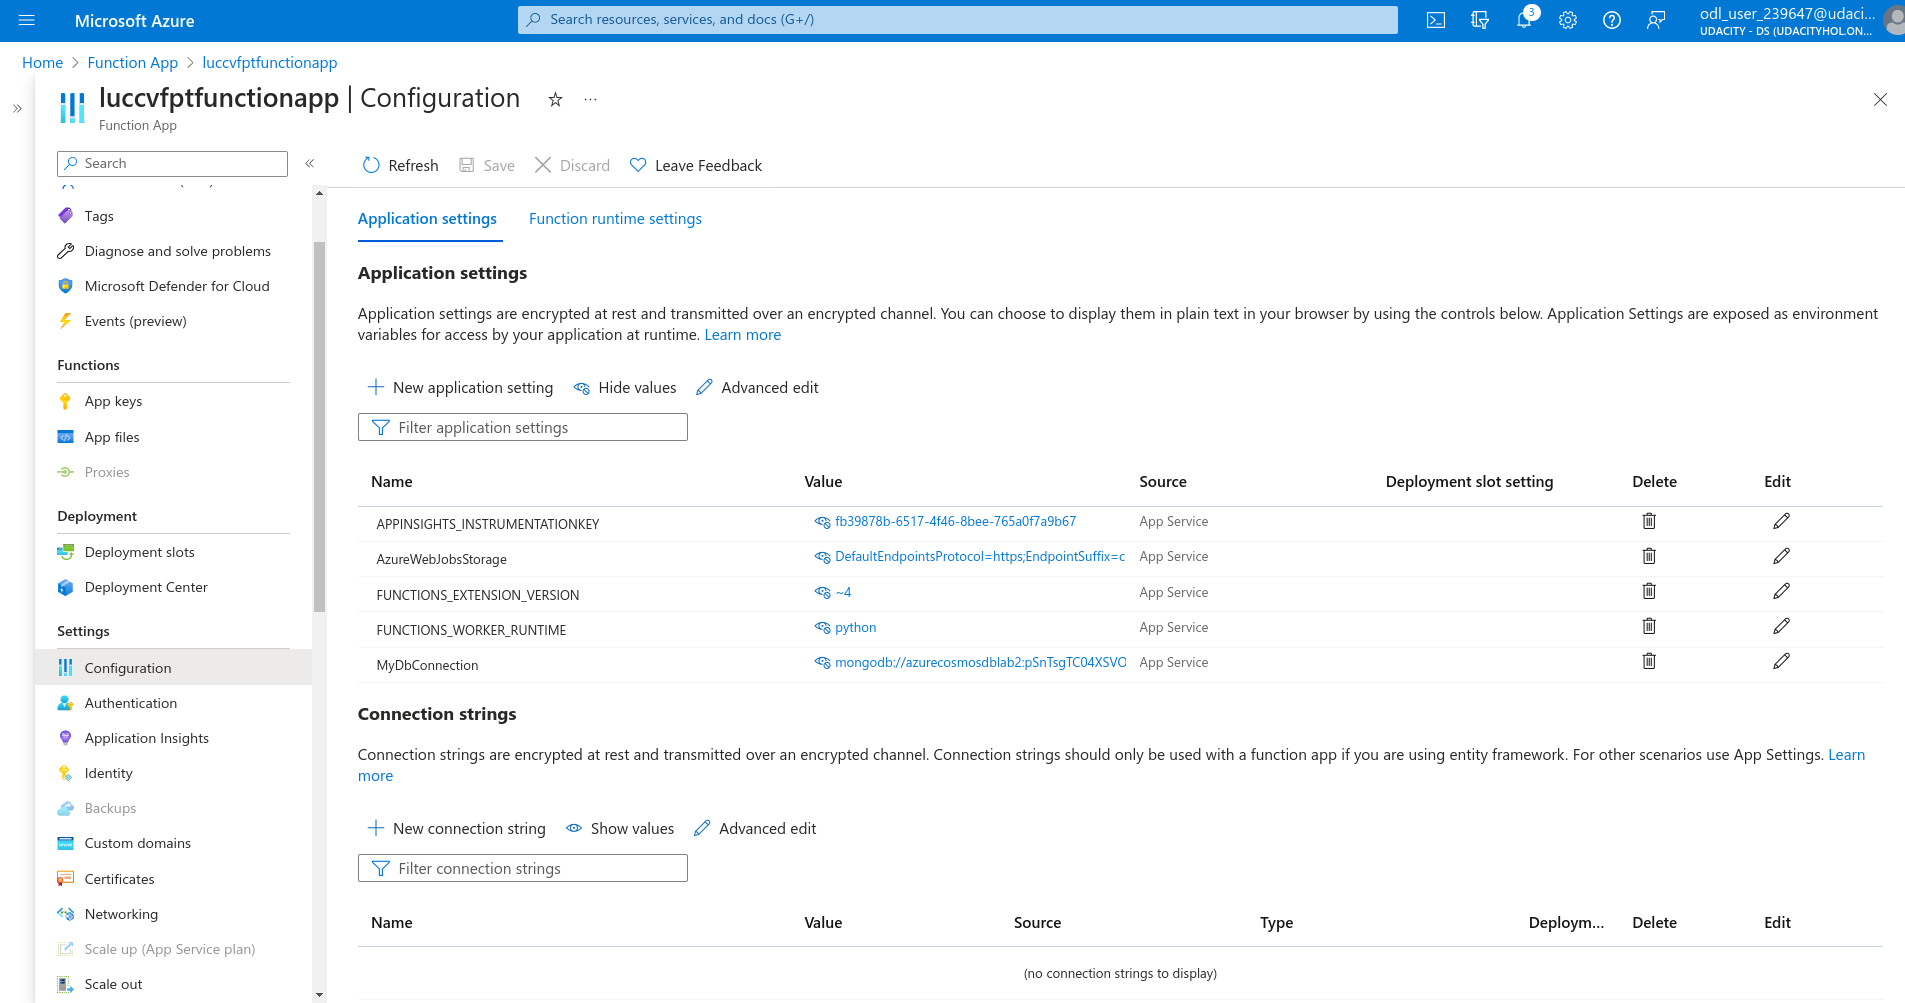 Microsoft Azure
Search resources, services, and docs (G+/)
3
odl_user_239647@udaci...
UDACITY - DS (UDACITYHOL.ON...
Home > Function App > luccvfptfunctionapp
luccvfptfunctionapp | Configuration
Function App
Search
Refresh Save Discard Leave Feedback
Tags
Diagnose and solve problems
Microsoft Defender for Cloud
Events (preview)
Functions
App keys
App files
Proxies
Deployment
Deployment slots
Deployment Center
Settings
Configuration
Authentication
Application Insights
Identity
Backups
Custom domains
Certificates
Networking
Scale up (App Service plan)
Scale out
Application settings Function runtime settings
Application settings
Application settings are encrypted at rest and transmitted over an encrypted channel. You can choose to display them in plain text in your browser by using the controls below. Application Settings are exposed as environment
variables for access by your application at runtime. Learn more
New application setting Hide values Advanced edit
Filter application settings
Name Value Source Deployment slot setting Delete Edit
APPINSIGHTS_INSTRUMENTATIONKEY fb39878b-6517-4f46-8bee-765a0f7a9b67 App Service
AzureWebJobsStorage DefaultEndpointsProtocol=https;EndpointSuffix=c App Service
FUNCTIONS_EXTENSION_VERSION ~4 App Service
FUNCTIONS_WORKER_RUNTIME python App Service
MyDbConnection mongodb://azurecosmosdblab2:pSnTsgTC04XSVO App Service
Connection strings
Connection strings are encrypted at rest and transmitted over an encrypted channel. Connection strings should only be used with a function app if you are using entity framework. For other scenarios use App Settings. Learn
more
New connection string Show values Advanced edit
Filter connection strings
Name Value Source Type Deploym... Delete Edit
(no connection strings to display)